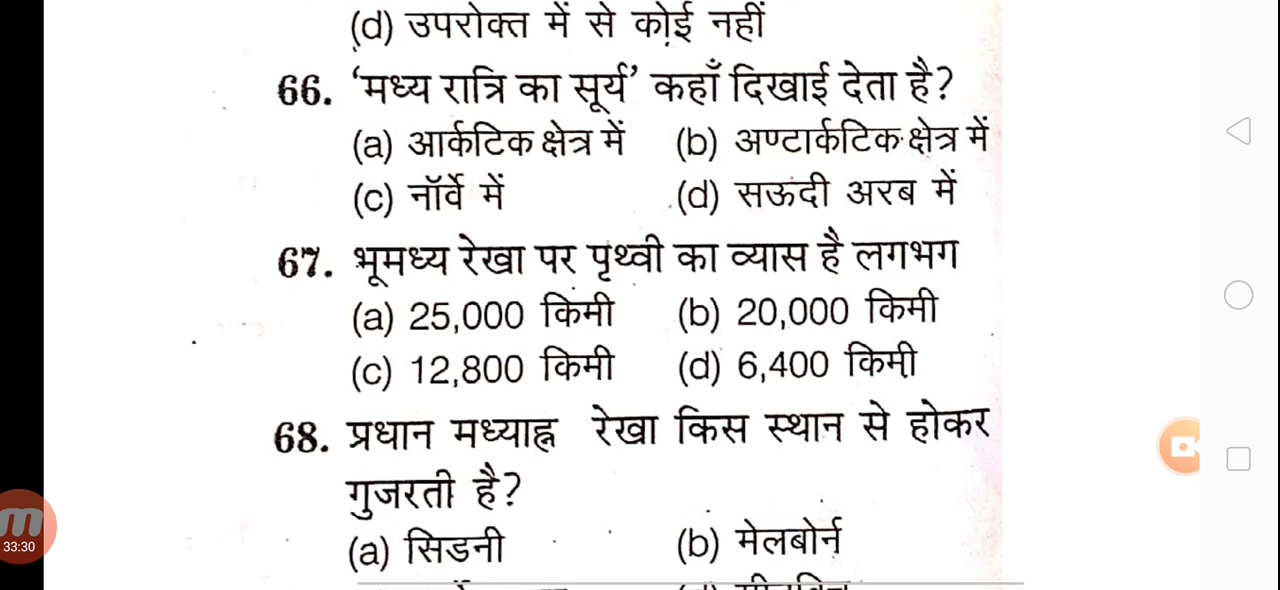 (d) उपरोक्त में से कोई नहीं
66. 'मध्य रात्रि का सूर्य' कहाँ दिखाई देता है?
(a) आर्कटिक क्षेत्र में (b) अण्टार्कटिक क्षेत्र में
(c) नॉर्वे में (d) सऊदी अरब में
67. भूमध्य रेखा पर पृथ्वी का व्यास है लगभग
(a) 25,000 किमी (b) 20,000 किमी
(c) 12,800 किमी (d) 6,400 किमी
68. प्रधान मध्याह्न रेखा किस स्थान से होकर
गुजरती है?
(a) सिडनी (b) मेलबोर्न
33:30